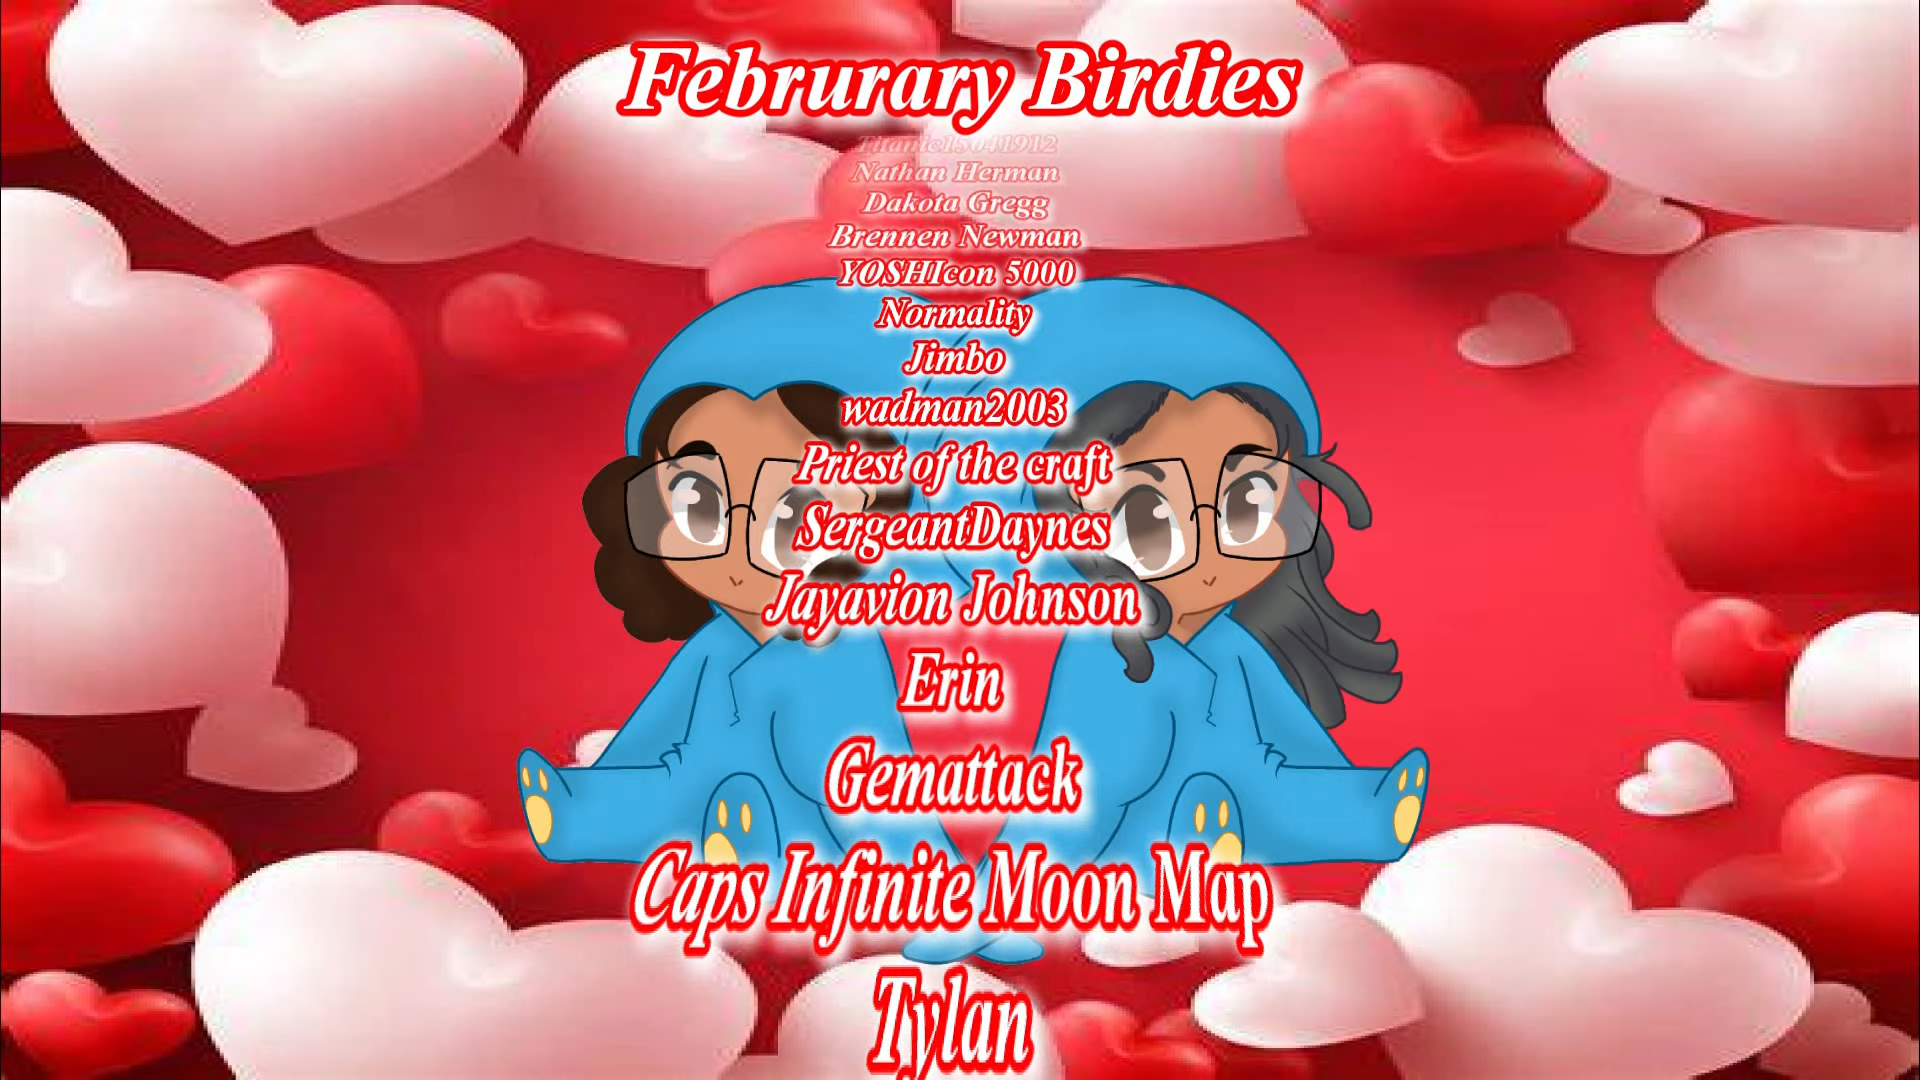 Februrary Birdies
Titanic15041912
Nathan Herman
Dakota Gregg
Brennen Newman
YOSHIcon 5000
Normality
Jimbo
wadman2003
Priest of the craft
SergeantDaynes
Jayavion Johnson
Erin
Gemattack
Caps Infinite Moon Map
Tylan